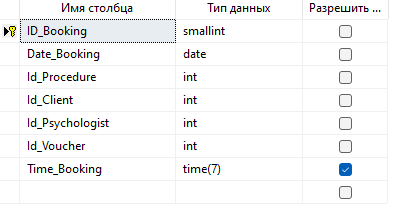 Имя столбца Тип данных Разрешить ...
ID_Booking smallint
Date_Booking date
Id_Procedure int
Id_Client int
Id_Psychologist int
Id_Voucher int
Time_Booking time(7)